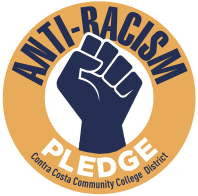 ANTI-RACISM
PLEDGE
Contra Costa Community College District